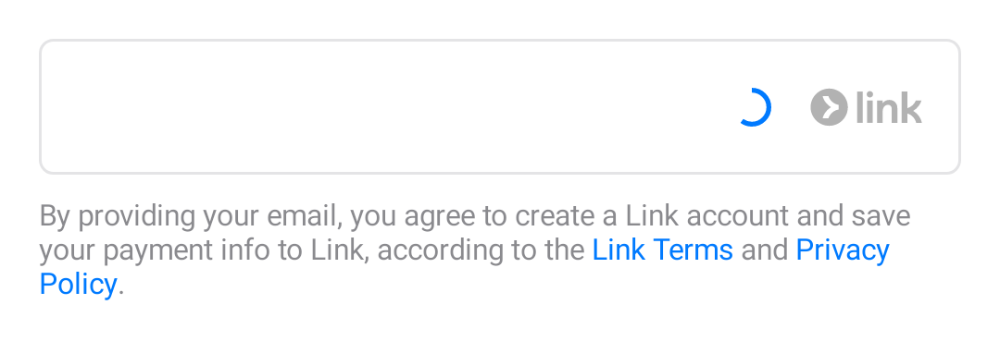 link
By providing your email, you agree to create a Link account and save
your payment info to Link, according to the Link Terms and Privacy
Policy.